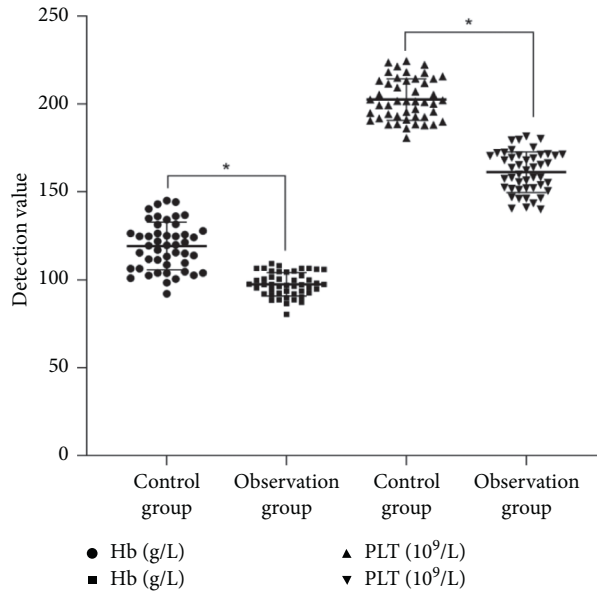 250
200
150
100
50
0
Detection value
*
*
Control group
Observation group
Control group
Observation group
Hb (g/L)
Hb (g/L)
PLT (10⁹/L)
PLT (10⁹/L)